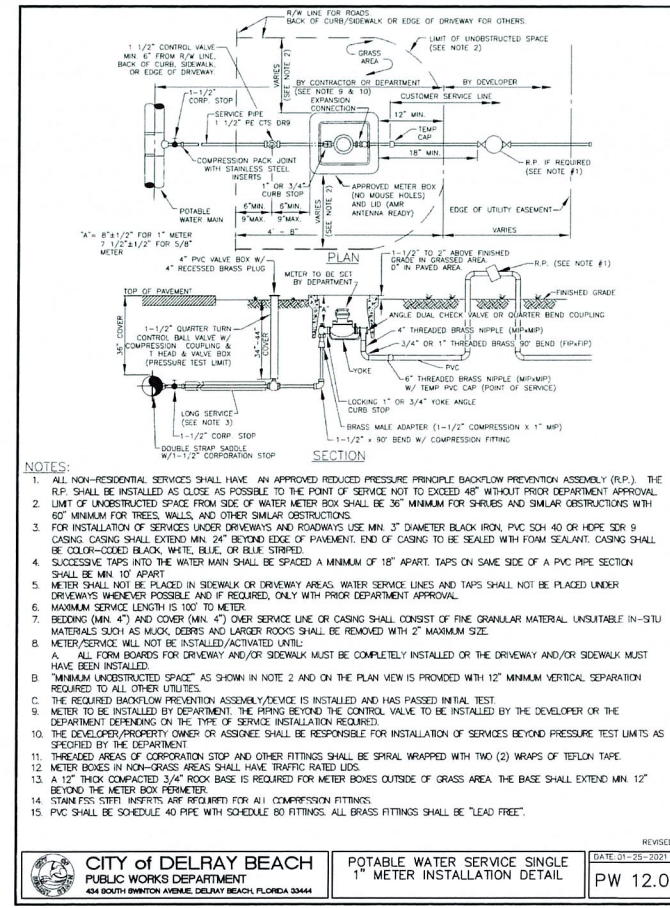 R/W LINE FOR ROADS.
BACK OF CURB/SIDEWALK OR EDGE OF DRIVEWAY FOR OTHERS.
1 1/2" CONTROL VALVE
MIN. 6" FROM R/W LINE,
BACK OF CURB, SIDEWALK,
OR EDGE OF DRIVEWAY.
GRASS
AREA
LIMIT OF UNOBSTRUCTED SPACE
(SEE NOTE 2)
VARIES
(SEE NOTE 2)
BY CONTRACTOR OR DEPARTMENT
(SEE NOTE 9 & 10)
BY DEVELOPER
1-1/2"
CORP. STOP
SERVICE PIPE
1 1/2" PE CTS DR9
EXPANSION
CONNECTION
CUSTOMER SERVICE LINE
12" MIN.
TEMP
CAP
18" MIN.
R.P. IF REQUIRED
(SEE NOTE #1)
COMPRESSION PACK JOINT
WITH STAINLESS STEEL
INSERTS
1" OR 3/4"
CURB STOP
APPROVED METER BOX
(NO MOUSE HOLES)
AND LID (AMR
ANTENNA READY)
POTABLE
WATER MAIN
6"MIN. 6"MIN.
9"MAX. 9"MAX.
4' - 8"
VARIES
(SEE NOTE 2)
EDGE OF UTILITY EASEMENT
VARIES
"A"= 8"±1/2" FOR 1" METER
7 1/2"±1/2" FOR 5/8"
METER
PLAN
4" PVC VALVE BOX W/
4" RECESSED BRASS PLUG
METER TO BE SET
BY DEPARTMENT
1-1/2" TO 2" ABOVE FINISHED
GRADE IN GRASSED AREA.
0" IN PAVED AREA.
R.P. (SEE NOTE #1)
TOP OF PAVEMENT
FINISHED GRADE
"A"
36" COVER
1-1/2" QUARTER TURN
CONTROL BALL VALVE W/
COMPRESSION COUPLING &
T HEAD & VALVE BOX
(PRESSURE TEST LIMIT)
34"-44"
COVER
ANGLE DUAL CHECK VALVE OR QUARTER BEND COUPLING
4" THREADED BRASS NIPPLE (MIPxMIP)
3/4" OR 1" THREADED BRASS 90° BEND (FIPxFIP)
YOKE
PVC
6" THREADED BRASS NIPPLE (MIPxMIP)
W/ TEMP PVC CAP (POINT OF SERVICE)
LONG SERVICE
(SEE NOTE 3)
LOCKING 1" OR 3/4" YOKE ANGLE
CURB STOP
BRASS MALE ADAPTER (1-1/2" COMPRESSION X 1" MIP)
1-1/2" CORP. STOP
1-1/2" x 90° BEND W/ COMPRESSION FITTING
DOUBLE STRAP SADDLE
W/1-1/2" CORPORATION STOP
SECTION
NOTES:
1. ALL NON-RESIDENTIAL SERVICES SHALL HAVE AN APPROVED REDUCED PRESSURE PRINCIPLE BACKFLOW PREVENTION ASSEMBLY (R.P.). THE
R.P. SHALL BE INSTALLED AS CLOSE AS POSSIBLE TO THE POINT OF SERVICE NOT TO EXCEED 48" WITHOUT PRIOR DEPARTMENT APPROVAL
2. LIMIT OF UNOBSTRUCTED SPACE FROM SIDE OF WATER METER BOX SHALL BE 36" MINIMUM FOR SHRUBS AND SIMILAR OBSTRUCTIONS WITH
60" MINIMUM FOR TREES, WALLS, AND OTHER SIMILAR OBSTRUCTIONS.
3. FOR INSTALLATION OF SERVICES UNDER DRIVEWAYS AND ROADWAYS USE MIN. 3" DIAMETER BLACK IRON, PVC SCH 40 OR HDPE SDR 9
CASING. CASING SHALL EXTEND MIN. 24" BEYOND EDGE OF PAVEMENT. END OF CASING TO BE SEALED WITH FOAM SEALANT. CASING SHALL
BE COLOR-CODED BLACK, WHITE, BLUE, OR BLUE STRIPED.
4. SUCCESSIVE TAPS INTO THE WATER MAIN SHALL BE SPACED A MINIMUM OF 18" APART. TAPS ON SAME SIDE OF A PVC PIPE SECTION
SHALL BE MIN. 10' APART
5. METER SHALL NOT BE PLACED IN SIDEWALK OR DRIVEWAY AREAS. WATER SERVICE LINES AND TAPS SHALL NOT BE PLACED UNDER
DRIVEWAYS WHENEVER POSSIBLE AND IF REQUIRED, ONLY WITH PRIOR DEPARTMENT APPROVAL.
6. MAXIMUM SERVICE LENGTH IS 100' TO METER.
7. BEDDING (MIN. 4") AND COVER (MIN. 4") OVER SERVICE LINE OR CASING SHALL CONSIST OF FINE GRANULAR MATERIAL. UNSUITABLE IN-SITU
MATERIALS SUCH AS MUCK, DEBRIS AND LARGER ROCKS SHALL BE REMOVED WITH 2" MAXIMUM SIZE.
8. METER/SERVICE WILL NOT BE INSTALLED/ACTIVATED UNTIL:
A. ALL FORM BOARDS FOR DRIVEWAY AND/OR SIDEWALK MUST BE COMPLETELY INSTALLED OR THE DRIVEWAY AND/OR SIDEWALK MUST
HAVE BEEN INSTALLED.
B. "MINIMUM UNOBSTRUCTED SPACE" AS SHOWN IN NOTE 2 AND ON THE PLAN VIEW IS PROVIDED WITH 12" MINIMUM VERTICAL SEPARATION
REQUIRED TO ALL OTHER UTILITIES.
C. THE REQUIRED BACKFLOW PREVENTION ASSEMBLY/DEVICE IS INSTALLED AND HAS PASSED INITIAL TEST.
9. METER TO BE INSTALLED BY DEPARTMENT. THE PIPING BEYOND THE CONTROL VALVE TO BE INSTALLED BY THE DEVELOPER OR THE
DEPARTMENT DEPENDING ON THE TYPE OF SERVICE INSTALLATION REQUIRED.
10. THE DEVELOPER/PROPERTY OWNER OR ASSIGNEE SHALL BE RESPONSIBLE FOR INSTALLATION OF SERVICES BEYOND PRESSURE TEST LIMITS AS
SPECIFIED BY THE DEPARTMENT.
11. THREADED AREAS OF CORPORATION STOP AND OTHER FITTINGS SHALL BE SPIRAL WRAPPED WITH TWO (2) WRAPS OF TEFLON TAPE.
12. METER BOXES IN NON-GRASS AREAS SHALL HAVE TRAFFIC RATED LIDS.
13. A 12" THICK COMPACTED 3/4" ROCK BASE IS REQUIRED FOR METER BOXES OUTSIDE OF GRASS AREA. THE BASE SHALL EXTEND MIN. 12"
BEYOND THE METER BOX PERIMETER.
14. STAINLESS STEEL INSERTS ARE REQUIRED FOR ALL COMPRESSION FITTINGS.
15. PVC SHALL BE SCHEDULE 40 PIPE WITH SCHEDULE 80 FITTINGS. ALL BRASS FITTINGS SHALL BE "LEAD FREE".
REVISED
CITY of DELRAY BEACH
PUBLIC WORKS DEPARTMENT
434 SOUTH SWINTON AVENUE, DELRAY BEACH, FLORIDA 33444
POTABLE WATER SERVICE SINGLE
1" METER INSTALLATION DETAIL
DATE: 01-25-2021
PW 12.0